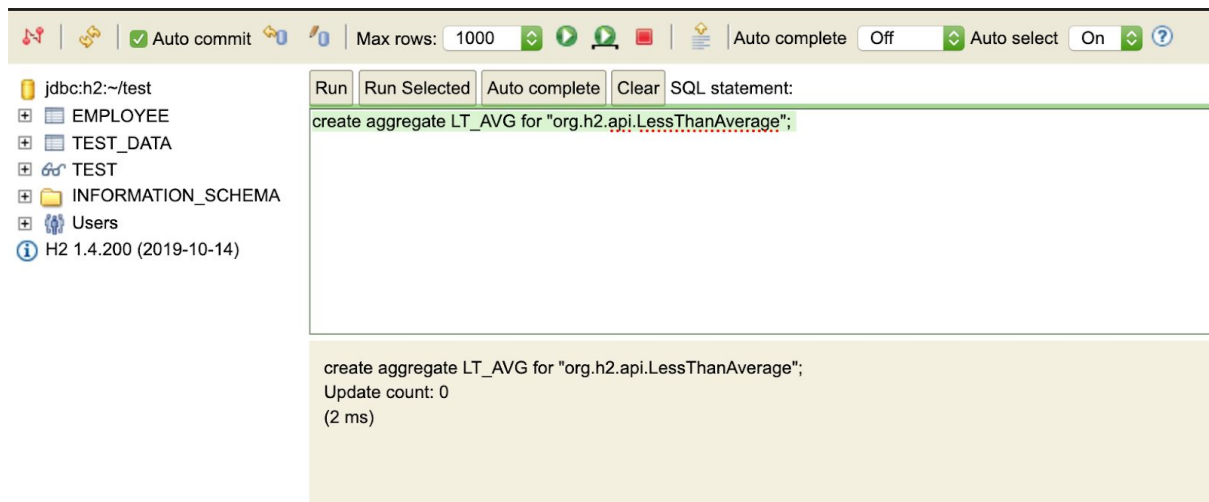 Auto commit Max rows: 1000 Auto complete Off Auto select On ?
jdbc:h2:~/test
EMPLOYEE
TEST_DATA
TEST
INFORMATION_SCHEMA
Users
H2 1.4.200 (2019-10-14)
Run Run Selected Auto complete Clear SQL statement:
create aggregate LT_AVG for "org.h2.api.LessThanAverage";
create aggregate LT_AVG for "org.h2.api.LessThanAverage";
Update count: 0
(2 ms)